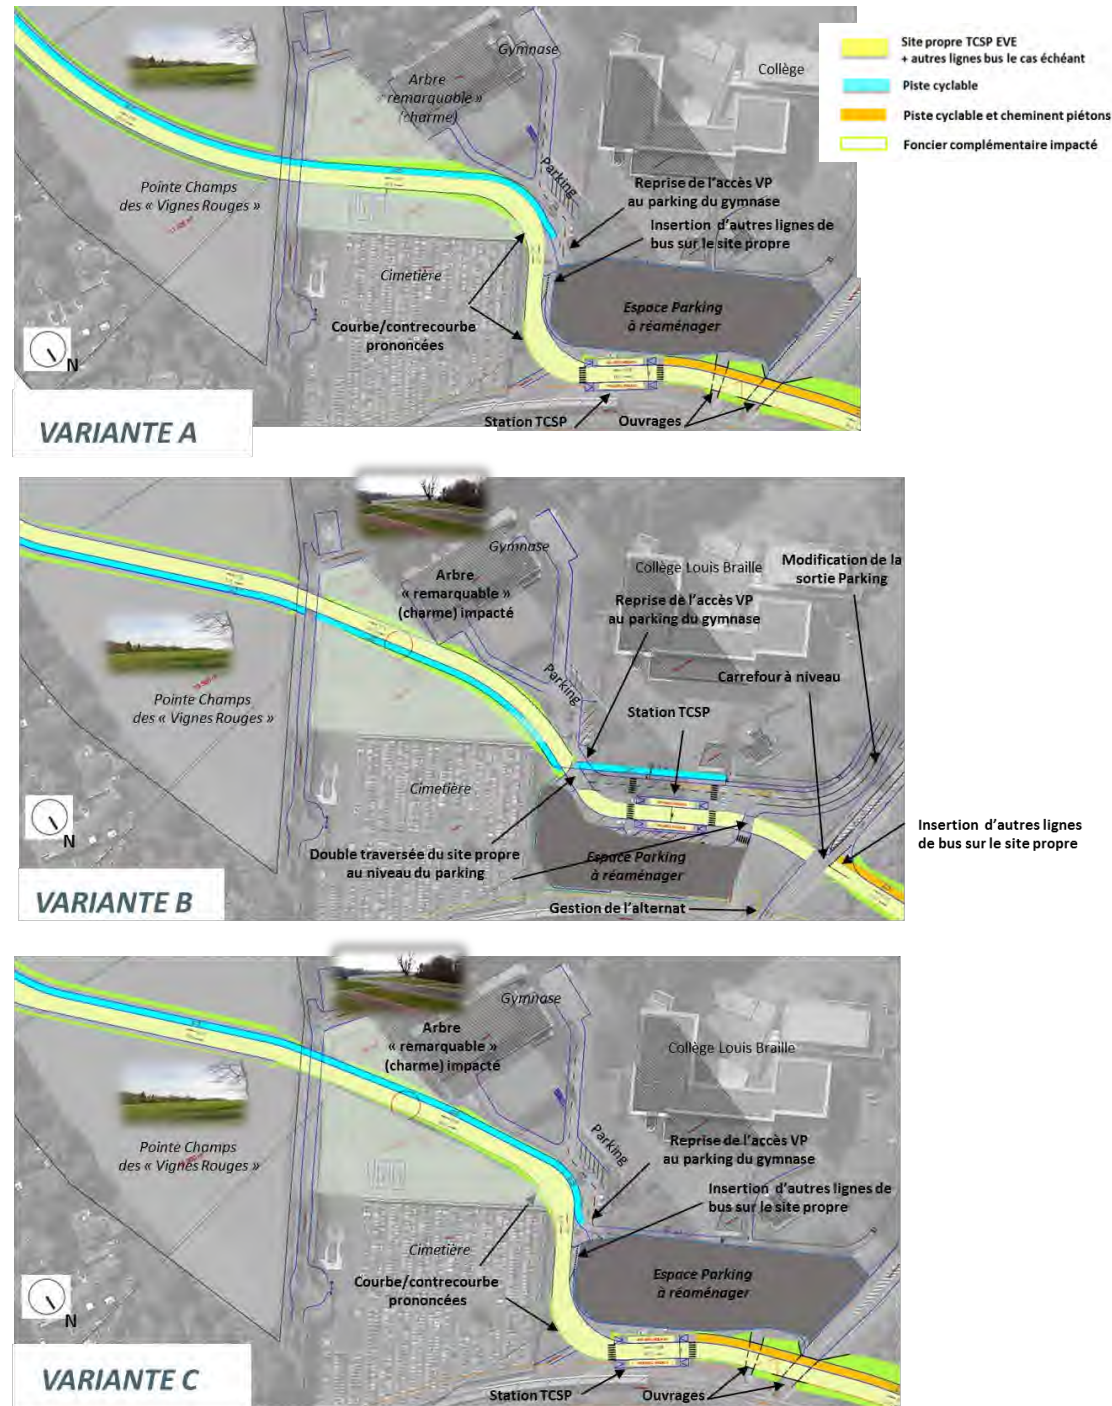 Site propre TCSP EVE
+ autres lignes bus le cas échéant
Piste cyclable
Piste cyclable et cheminent piétons
Foncier complémentaire impacté
Gymnase
Collège
Arbre
remarquable »
(charme)
Parking
Pointe Champs
des « Vignes Rouges »
Reprise de l'accès VP
au parking du gymnase
Insertion d'autres lignes de
bus sur le site propre
Cimetière
Espace Parking
à réaménager
Courbe/contrecourbe
prononcées
N
Station TCSP
Ouvrages
VARIANTE A
Gymnase
Arbre
« remarquable »
(charme) impacté
Collège Louis Braille
Modification de la
sortie Parking
Reprise de l'accès VP
au parking du gymnase
Parking
Carrefour à niveau
Pointe Champs
des « Vignes Rouges »
Station TCSP
Cimetière
Insertion d'autres lignes
de bus sur le site propre
Double traversée du site propre
au niveau du parking
Espace Parking
à réaménager
N
Gestion de l'alternat
VARIANTE B
Gymnase
Arbre
« remarquable »
(charme) impacté
Collège Louis Braille
Parking
Pointe Champs
des « Vignes Rouges »
Reprise de l'accès VP
au parking du gymnase
Insertion d'autres lignes de
bus sur le site propre
Cimetière
Courbe/contrecourbe
prononcées
Espace Parking
à réaménager
N
Station TCSP
Ouvrages
VARIANTE C